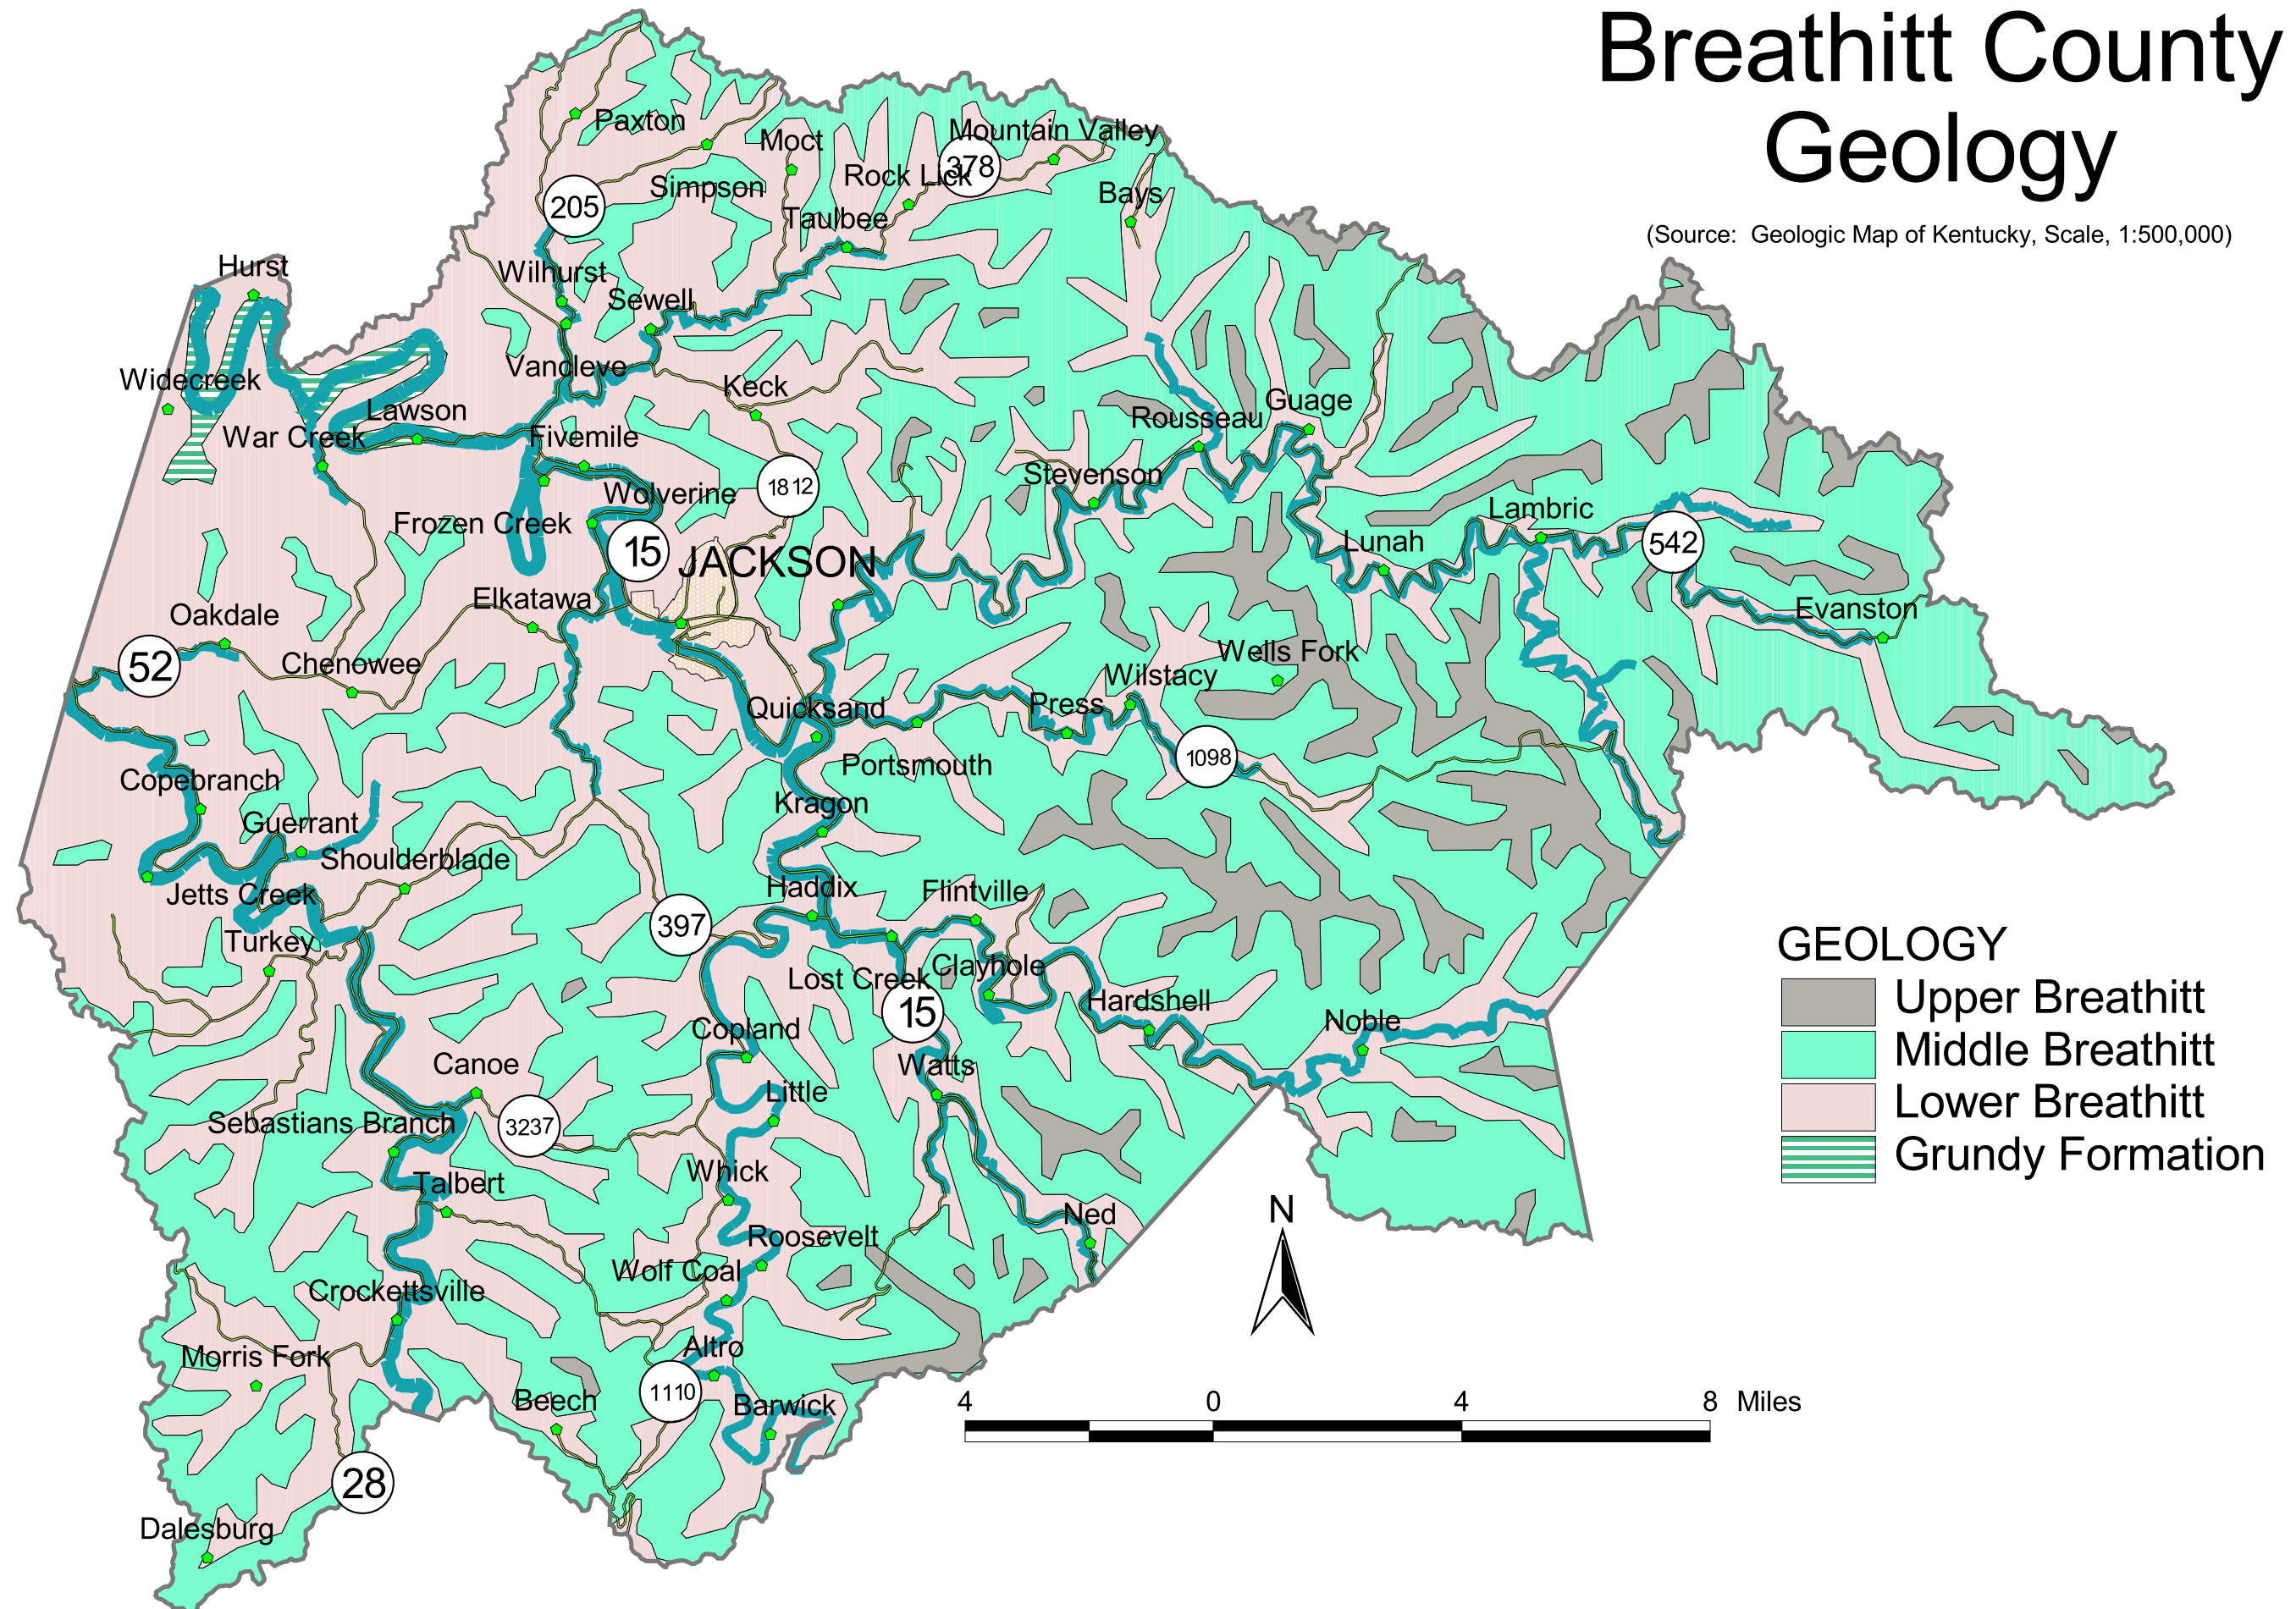 Breathitt County
Geology
(Source:  Geologic Map of Kentucky, Scale, 1:500,000)
Paxton
Moct
Mountain Valley
378
Rock Lick
Simpson
Bays
205
Taulbee
Hurst
Wilhurst
Sewell
Vancleve
Widecreek
Keck
Guage
Lawson
Rousseau
War Creek
Fivemile
Stevenson
Wolverine
1812
Lambric
Frozen Creek
15
JACKSON
Lunah
542
Elkatawa
Oakdale
Evanston
52
Chenowee
Wells Fork
Wilstacy
Quicksand
Press
1098
Portsmouth
Copebranch
Kragon
Guerrant
Shoulderblade
Jetts Creek
Haddix
Flintville
397
Turkey
Lost Creek
Clayhole
15
Hardshell
Noble
Copland
Canoe
Watts
Little
Sebastians Branch
3237
Talbert
Whick
Ned
Roosevelt
Wolf Coal
Crockettsville
Altro
Morris Fork
1110
Beech
Barwick
28
Dalesburg
GEOLOGY
Upper Breathitt
Middle Breathitt
Lower Breathitt
Grundy Formation
N
4 0 4 8 Miles